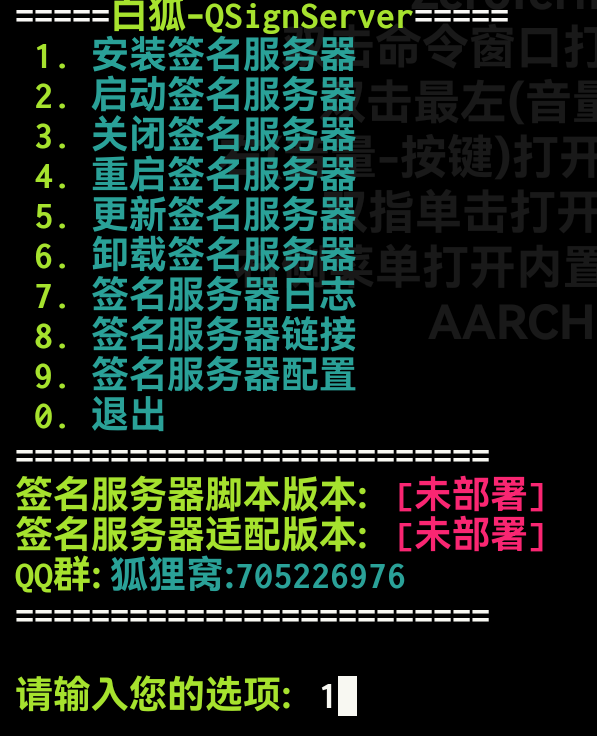 =====白狐-QSignServer=====
1. 安装签名服务器
2. 启动签名服务器
3. 关闭签名服务器
4. 重启签名服务器
5. 更新签名服务器
6. 卸载签名服务器
7. 签名服务器日志
8. 签名服务器链接
9. 签名服务器配置
0. 退出
=========================
签名服务器脚本版本: [未部署]
签名服务器适配版本: [未部署]
QQ群:狐狸窝:705226976
=========================
请输入您的选项: 1
击命令窗口打
击最左(音量
量-按键)打开
指单击打开
菜单打开内置
AARCH